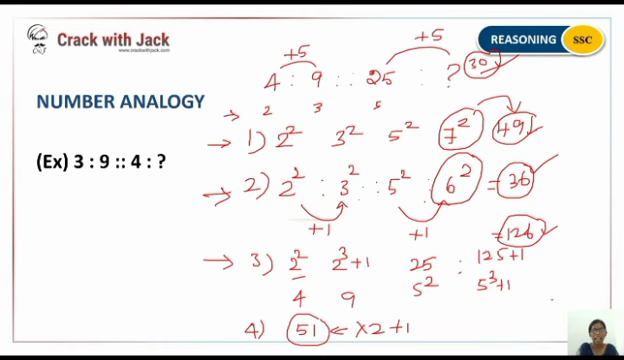 Crack with Jack
https://www.crackwithjack.com
REASONING SSC
+5 +5
4 : 9 :: 25 : ? 30
2 3 5
NUMBER ANALOGY
→ 1) 2² 3² 5² 7² 49
(Ex) 3 : 9 :: 4 : ?
→ 2) 2² : 3² :: 5² : 6² = 36
+1 +1
= 126
→ 3) 2² 2³+1 25 : 125+1
4 9 5² 5³+1
4) 51 ← ×2+1